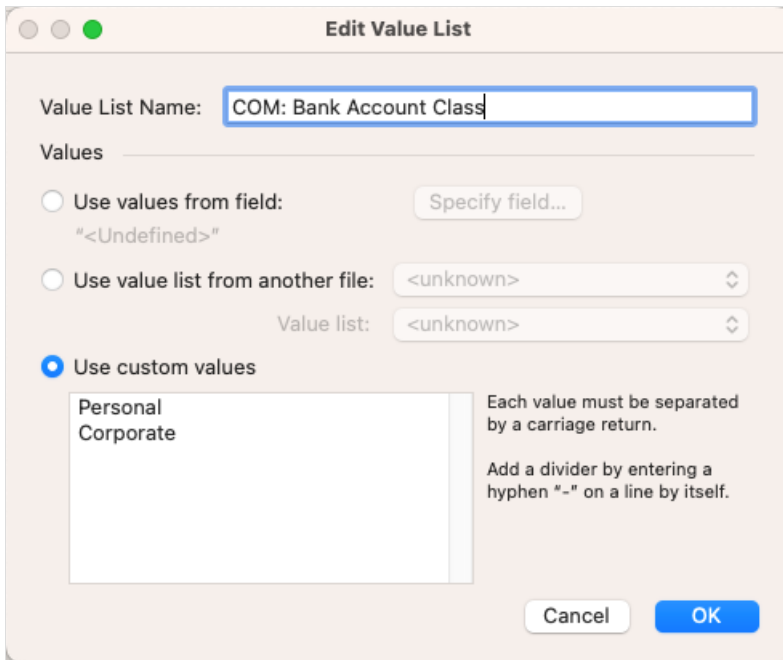 Edit Value List
Value List Name: COM: Bank Account Class
Values
Use values from field: Specify field...
“<Undefined>”
Use value list from another file: <unknown>
Value list: <unknown>
Use custom values
Personal
Corporate
Each value must be separated
by a carriage return.
Add a divider by entering a
hyphen “-” on a line by itself.
Cancel OK